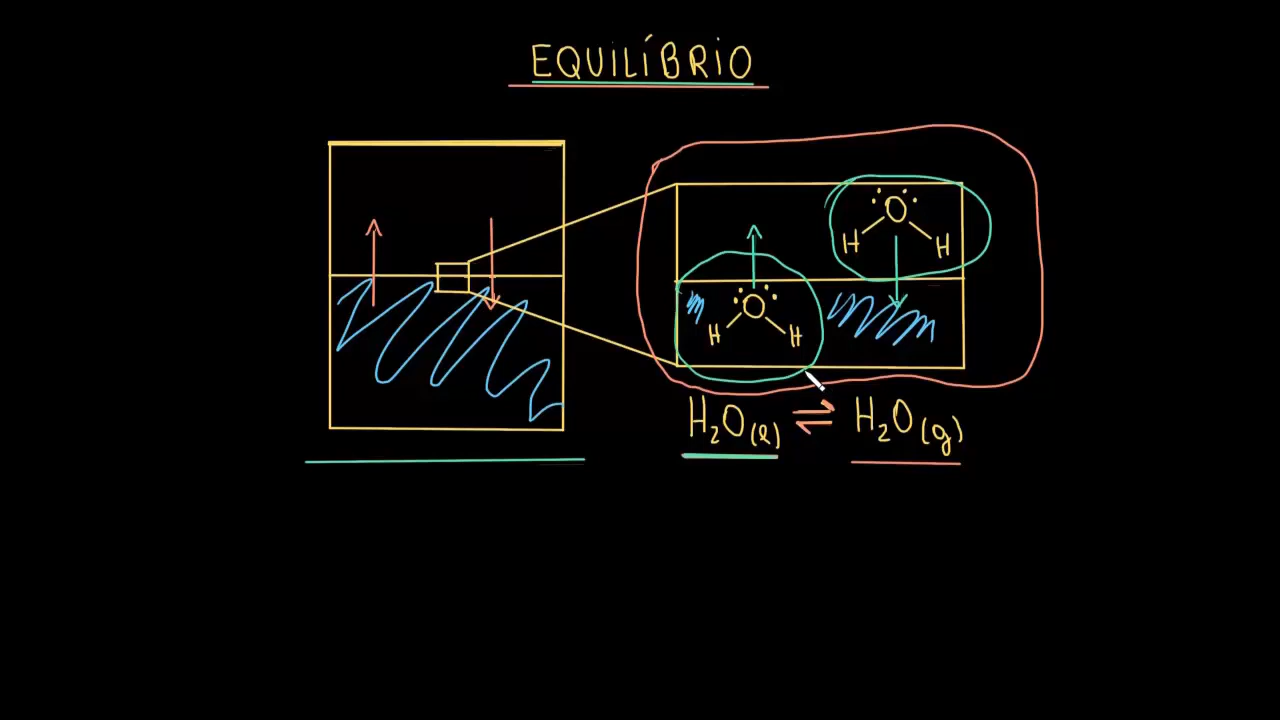 EQUILÍBRIO
:O:
H H
:O:
H H
H₂O(l) ⇌ H₂O(g)